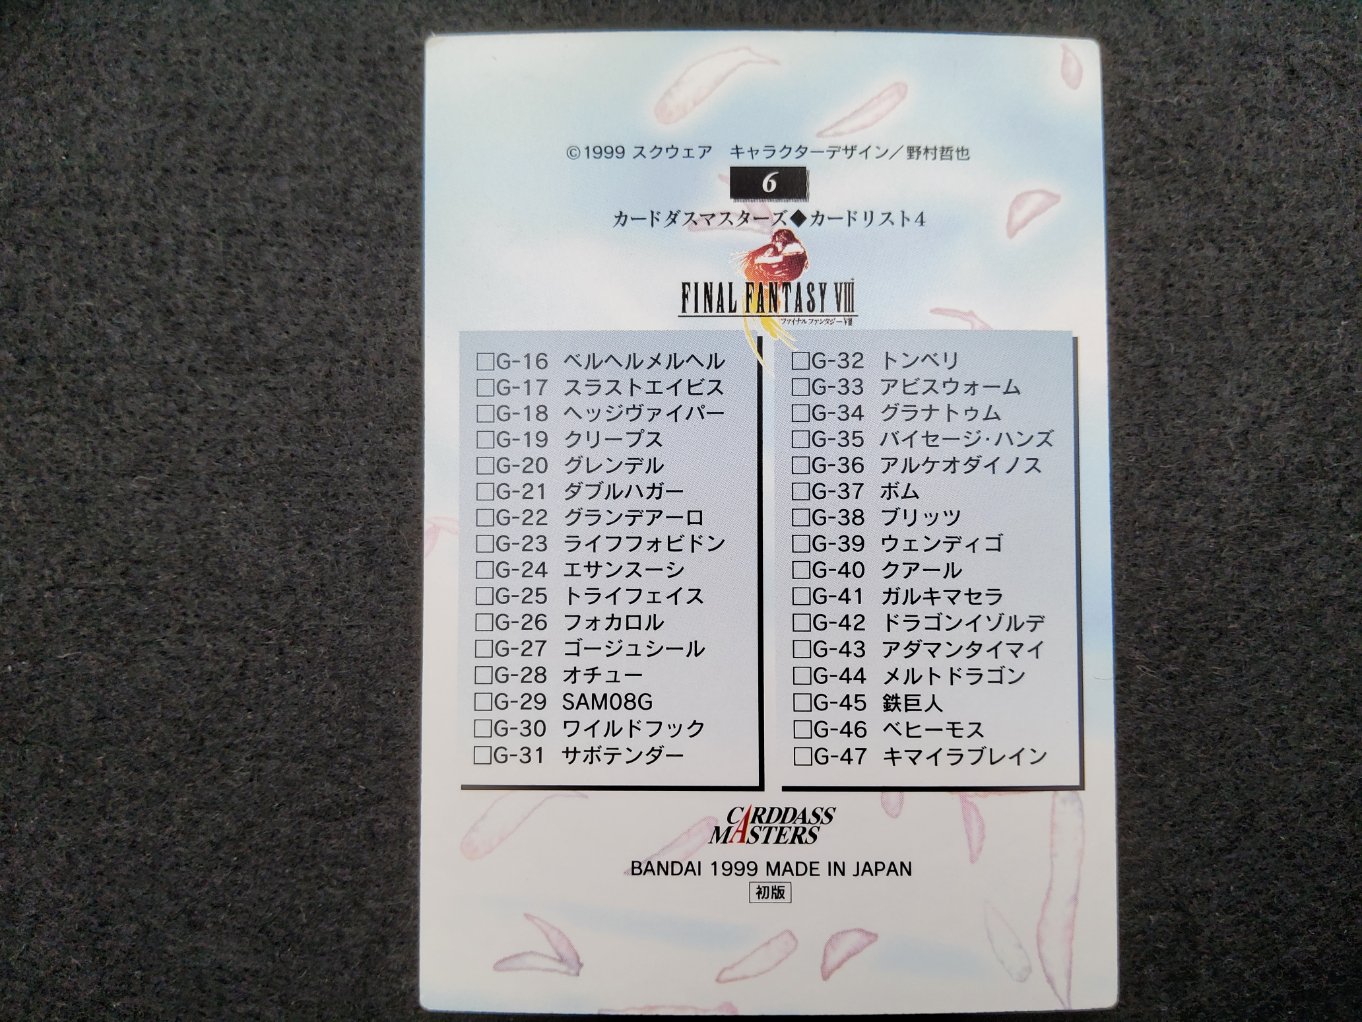 ©1999 スクウェア　キャラクターデザイン／野村哲也
6
カードダスマスターズ◆カードリスト4
FINAL FANTASY VIII
ファイナルファンタジーVIII
□G-16 ベルヘルメルヘル
□G-17 スラストエイビス
□G-18 ヘッジヴァイパー
□G-19 クリープス
□G-20 グレンデル
□G-21 ダブルハガー
□G-22 グランデアーロ
□G-23 ライフフォビドン
□G-24 エサンスーシ
□G-25 トライフェイス
□G-26 フォカロル
□G-27 ゴージュシール
□G-28 オチュー
□G-29 SAM08G
□G-30 ワイルドフック
□G-31 サボテンダー
□G-32 トンベリ
□G-33 アビスウォーム
□G-34 グラナトゥム
□G-35 バイセージ・ハンズ
□G-36 アルケオダイノス
□G-37 ボム
□G-38 ブリッツ
□G-39 ウェンディゴ
□G-40 クアール
□G-41 ガルキマセラ
□G-42 ドラゴンイゾルデ
□G-43 アダマンタイマイ
□G-44 メルトドラゴン
□G-45 鉄巨人
□G-46 ベヒーモス
□G-47 キマイラブレイン
CARDDASS
MASTERS
BANDAI 1999 MADE IN JAPAN
初版